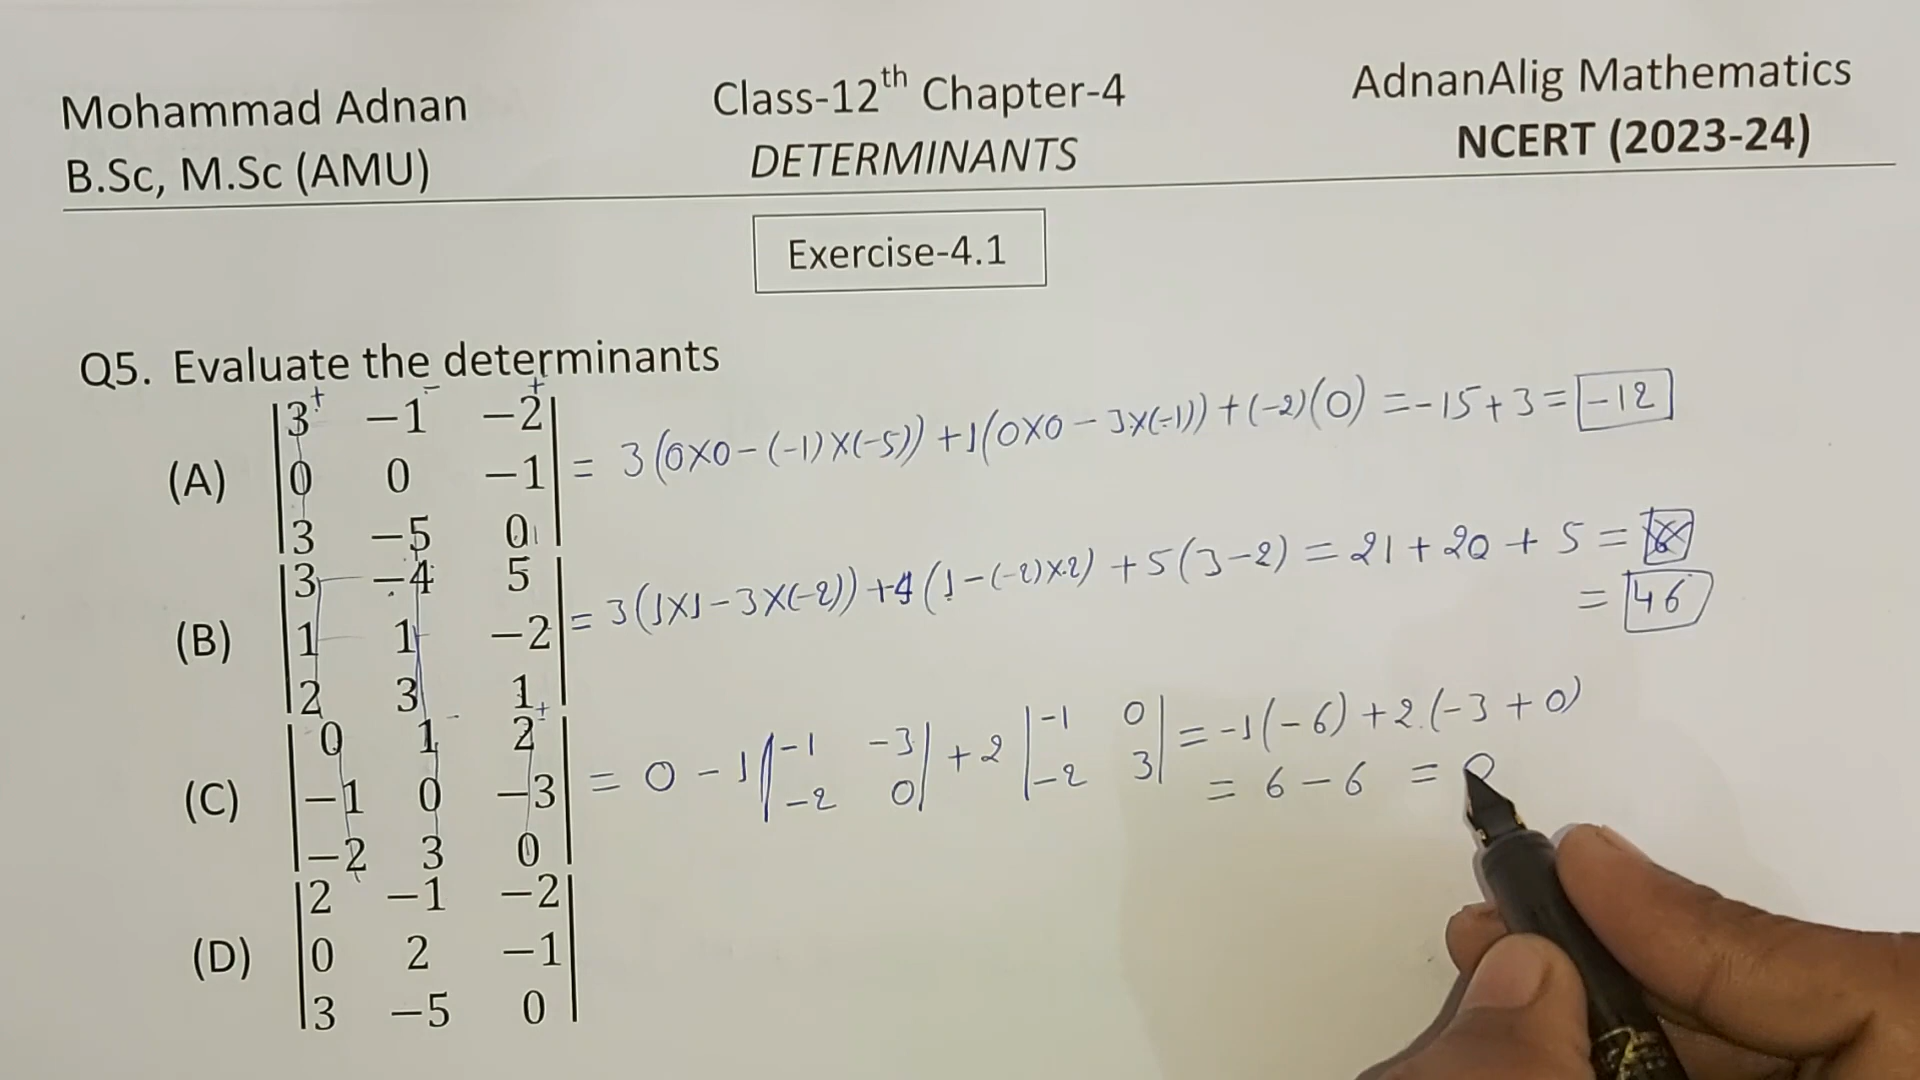 Mohammad Adnan Class-12th Chapter-4 AdnanAlig Mathematics
B.Sc, M.Sc (AMU) DETERMINANTS NCERT (2023-24)
Exercise-4.1
Q5. Evaluate the determinants
(A) |3 −1 −2|
|0 0 −1| = 3(0×0-(-1)×(-5)) +1(0×0-3×(-1)) +(-2)(0) = -15+3 = -12
|3 −5 0|
(B) |3 −4 5|
|1 1 −2| = 3(1×1-3×(-2)) +4(1-(-2)×2) +5(3-2) = 21+20+5 =
= 46
|2 3 1|
(C) |0 1 2|
|−1 0 −3| = 0 -1 |-1 -3| +2 |-1 0| = -1(-6)+2.(-3+0)
|-2 0| |-2 3| = 6-6 = 0
|−2 3 0|
(D) |2 −1 −2|
|0 2 −1|
|3 −5 0|